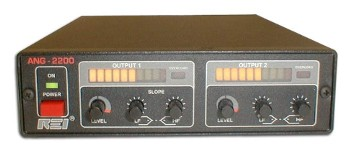 ANG-2200
ON
POWER
REI®
OUTPUT 1
OUTPUT 2
SLOPE
LEVEL
LF
HF
LEVEL
LF
HF